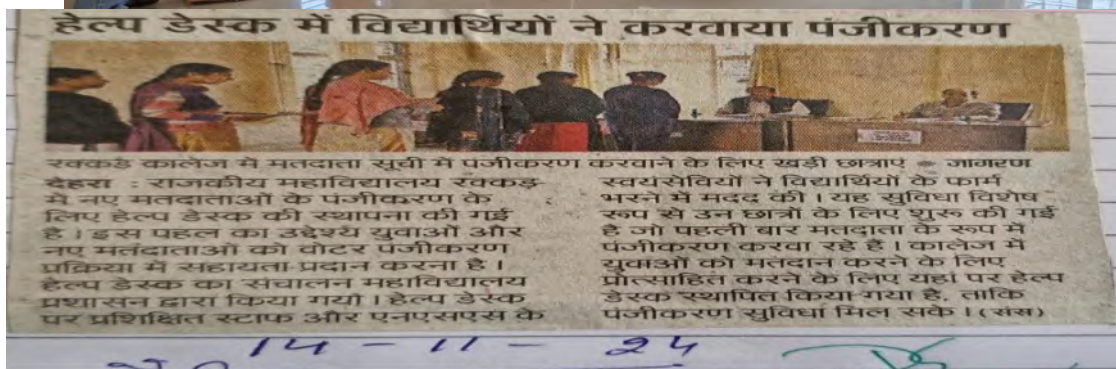 हेल्प डेस्क में विद्यार्थियों ने करवाया पंजीकरण
रक्कड़ कालेज में मतदाता सूची में पंजीकरण करवाने के लिए खड़ी छात्राएं ● जागरण
देहरा : राजकीय महाविद्यालय रक्कड़
में नए मतदाताओं के पंजीकरण के
लिए हेल्प डेस्क की स्थापना की गई
है। इस पहल का उद्देश्य युवाओं और
नए मतदाताओं को वोटर पंजीकरण
प्रक्रिया में सहायता प्रदान करना है।
हेल्प डेस्क का संचालन महाविद्यालय
प्रशासन द्वारा किया गया। हेल्प डेस्क
पर प्रशिक्षित स्टाफ और एनएसएस के
स्वयंसेवियों ने विद्यार्थियों के फार्म
भरने में मदद की। यह सुविधा विशेष
रूप से उन छात्रों के लिए शुरू की गई
है जो पहली बार मतदाता के रूप में
पंजीकरण करवा रहे हैं। कालेज में
युवाओं को मतदान करने के लिए
प्रोत्साहित करने के लिए यहां पर हेल्प
डेस्क स्थापित किया गया है, ताकि
पंजीकरण सुविधा मिल सके। (संस)
14 - 11 - 24